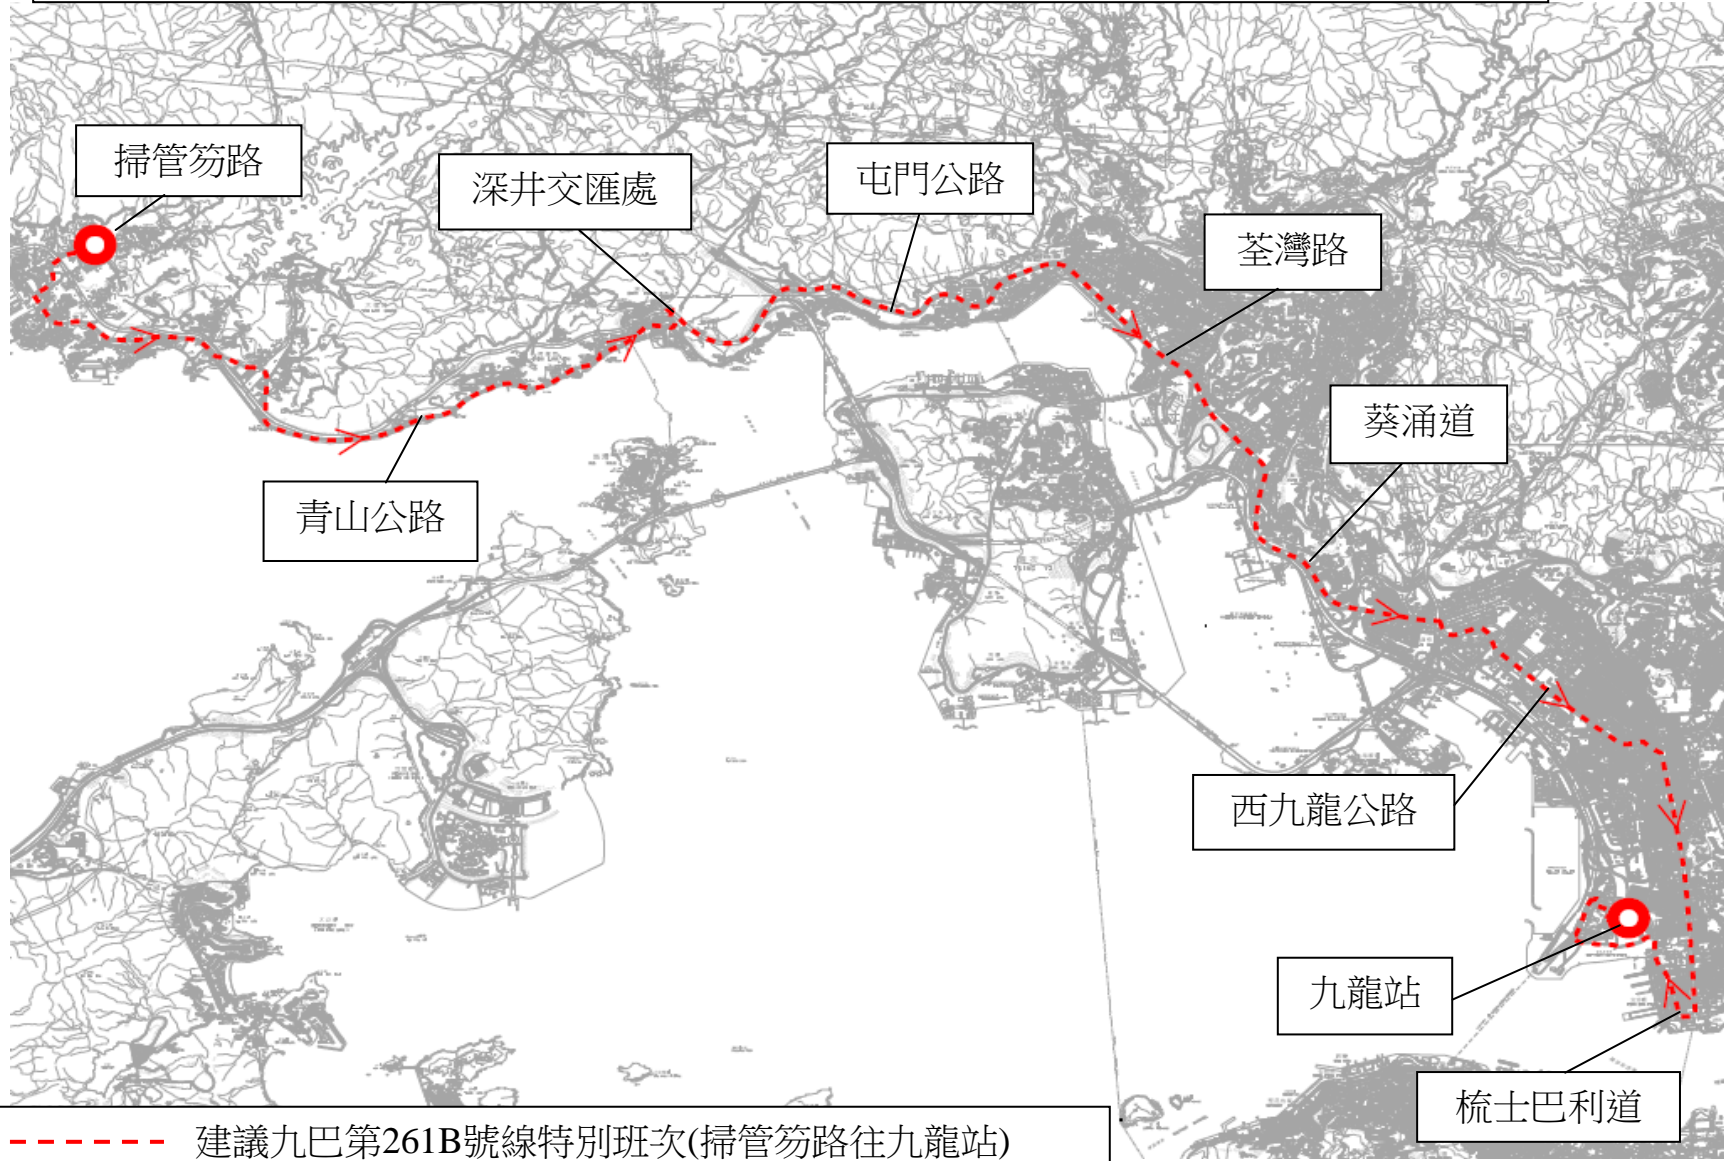 掃管笏路
深井交匯處
屯門公路
荃灣路
葵涌道
青山公路
西九龍公路
九龍站
梳士巴利道
建議九巴第261B號線特別班次(掃管笏路往九龍站)